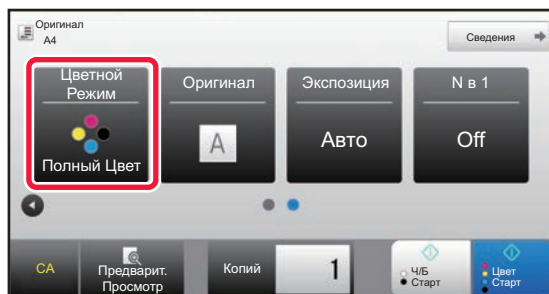 Оригинал
A4
Сведения
Цветной
Режим
Полный Цвет
Оригинал
A
Экспозиция
Авто
N в 1
Off
CA
Предварит.
Просмотр
Копий
1
Ч/Б
Старт
Цвет
Старт